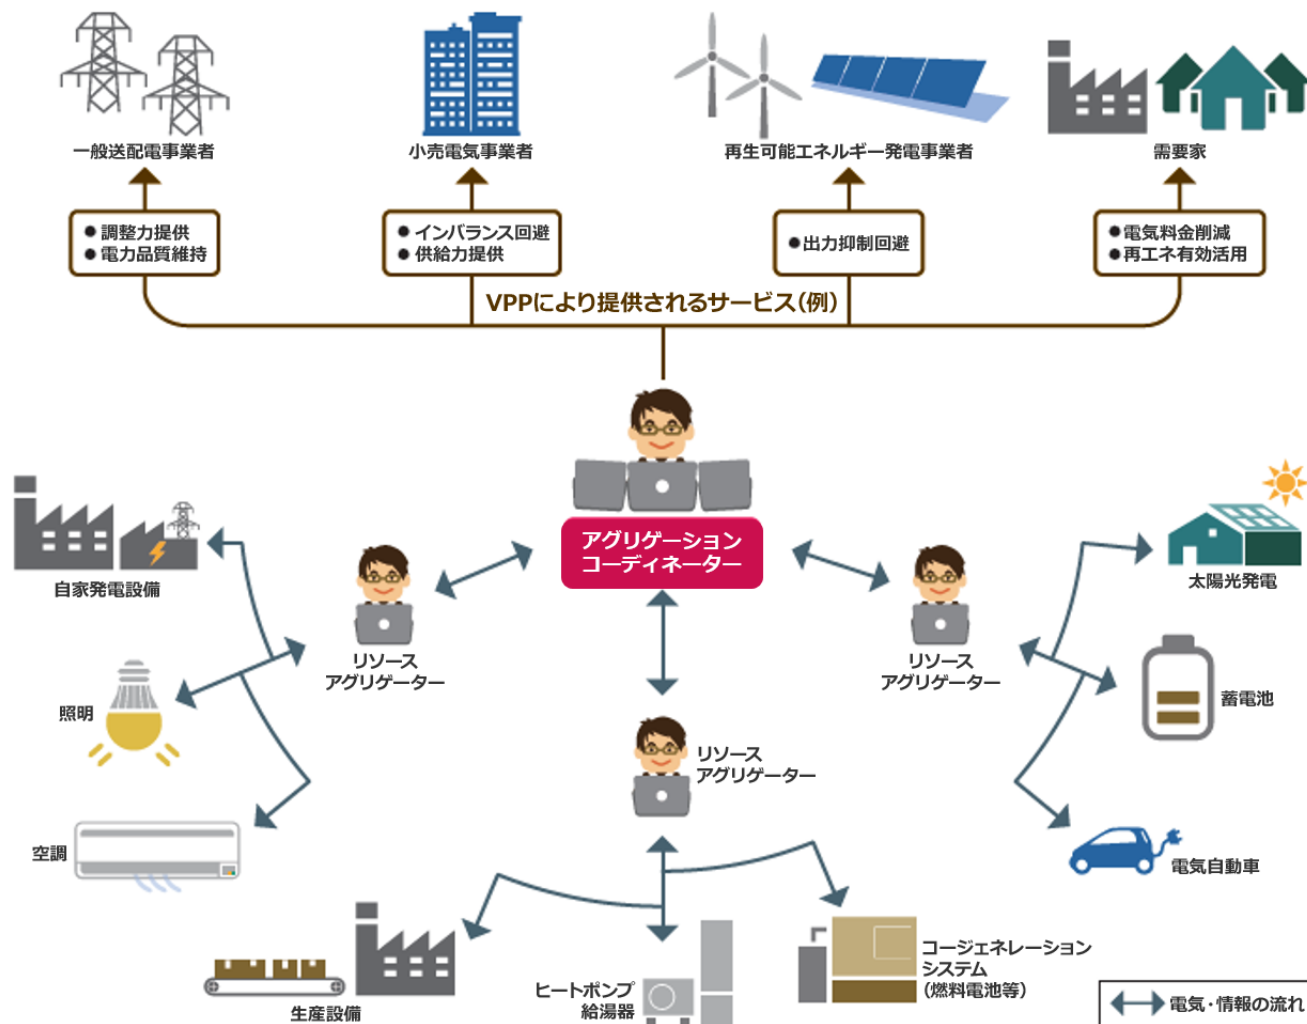 一般送配電事業者
小売電気事業者
再生可能エネルギー発電事業者
需要家
●調整力提供
●電力品質維持
●インバランス回避
●供給力提供
●出力抑制回避
●電気料金削減
●再エネ有効活用
VPPにより提供されるサービス(例)
アグリゲーション
コーディネーター
自家発電設備
リソース
アグリゲーター
リソース
アグリゲーター
太陽光発電
照明
蓄電池
リソース
アグリゲーター
空調
電気自動車
生産設備
ヒートポンプ
給湯器
コージェネレーション
システム
(燃料電池等)
電気・情報の流れ